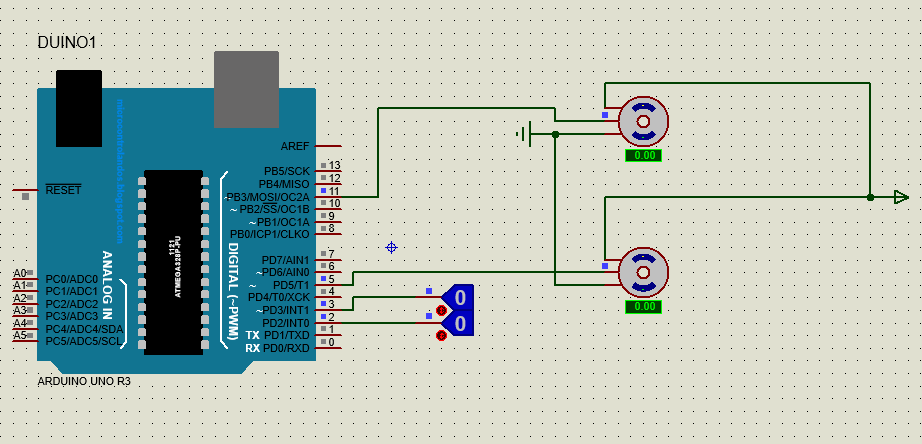 DUINO1
microcontrolandos.blogspot.com
AREF
RESET
PB5/SCK 13
PB4/MISO 12
~PB3/MOSI/OC2A 11
~ PB2/SS/OC1B 10
~ PB1/OC1A 9
PB0/ICP1/CLKO 8
PD7/AIN1 7
~ PD6/AIN0 6
~ PD5/T1 5
PD4/T0/XCK 4
~ PD3/INT1 3
PD2/INT0 2
TX PD1/TXD 1
RX PD0/RXD 0
DIGITAL (~PWM)
1121
ATMEGA328P-PU
ANALOG IN
A0 PC0/ADC0
A1 PC1/ADC1
A2 PC2/ADC2
A3 PC3/ADC3
A4 PC4/ADC4/SDA
A5 PC5/ADC5/SCL
ARDUINO UNO R3
0.00
0.00
0
0